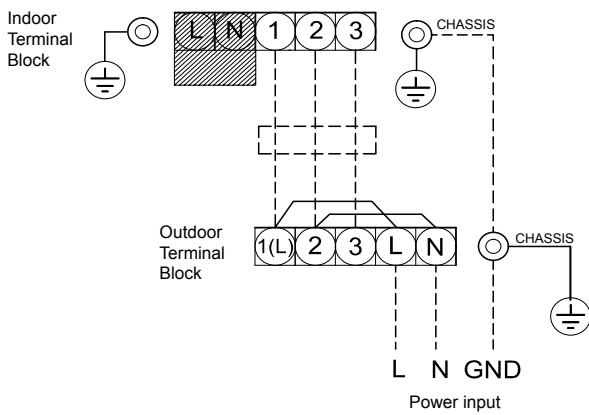 Indoor
Terminal
Block
L N 1 2 3
CHASSIS
Outdoor
Terminal
Block
1(L) 2 3 L N
CHASSIS
L N GND
Power input